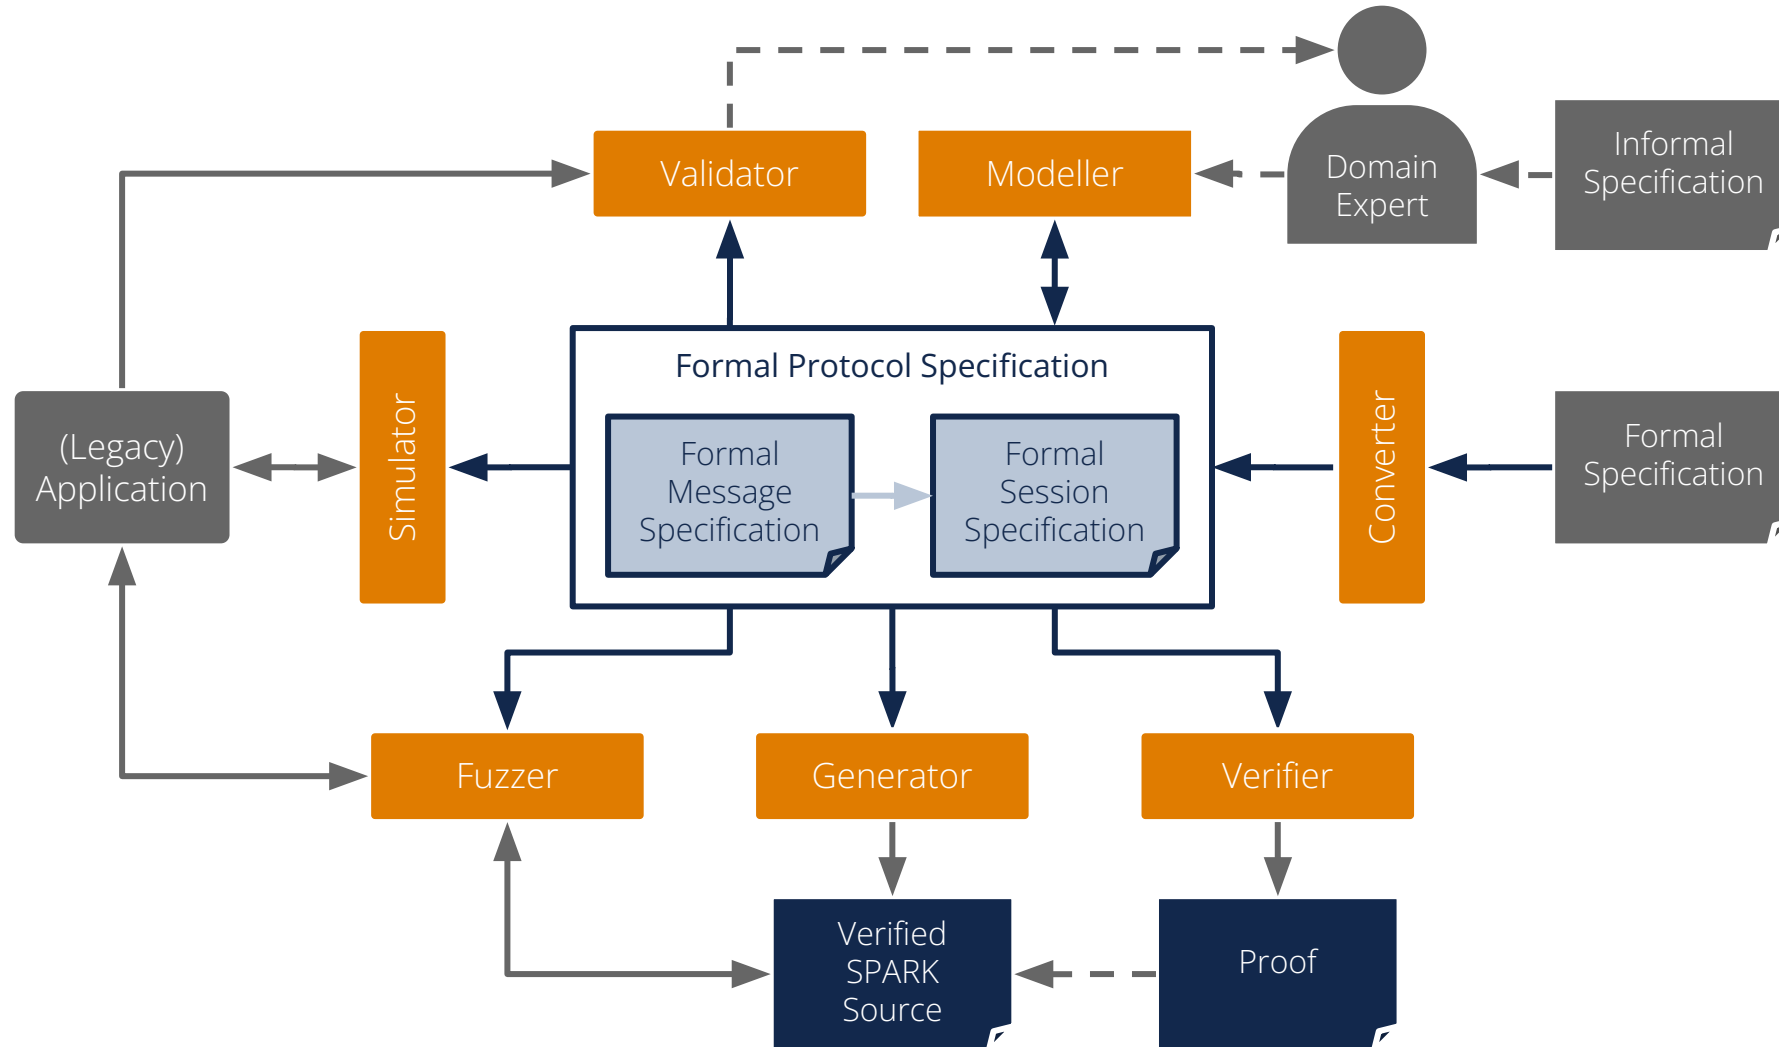 Validator
Modeller
Domain
Expert
Informal
Specification
Formal Protocol Specification
(Legacy)
Application
Simulator
Formal
Message
Specification
Formal
Session
Specification
Converter
Formal
Specification
Fuzzer
Generator
Verifier
Verified
SPARK
Source
Proof